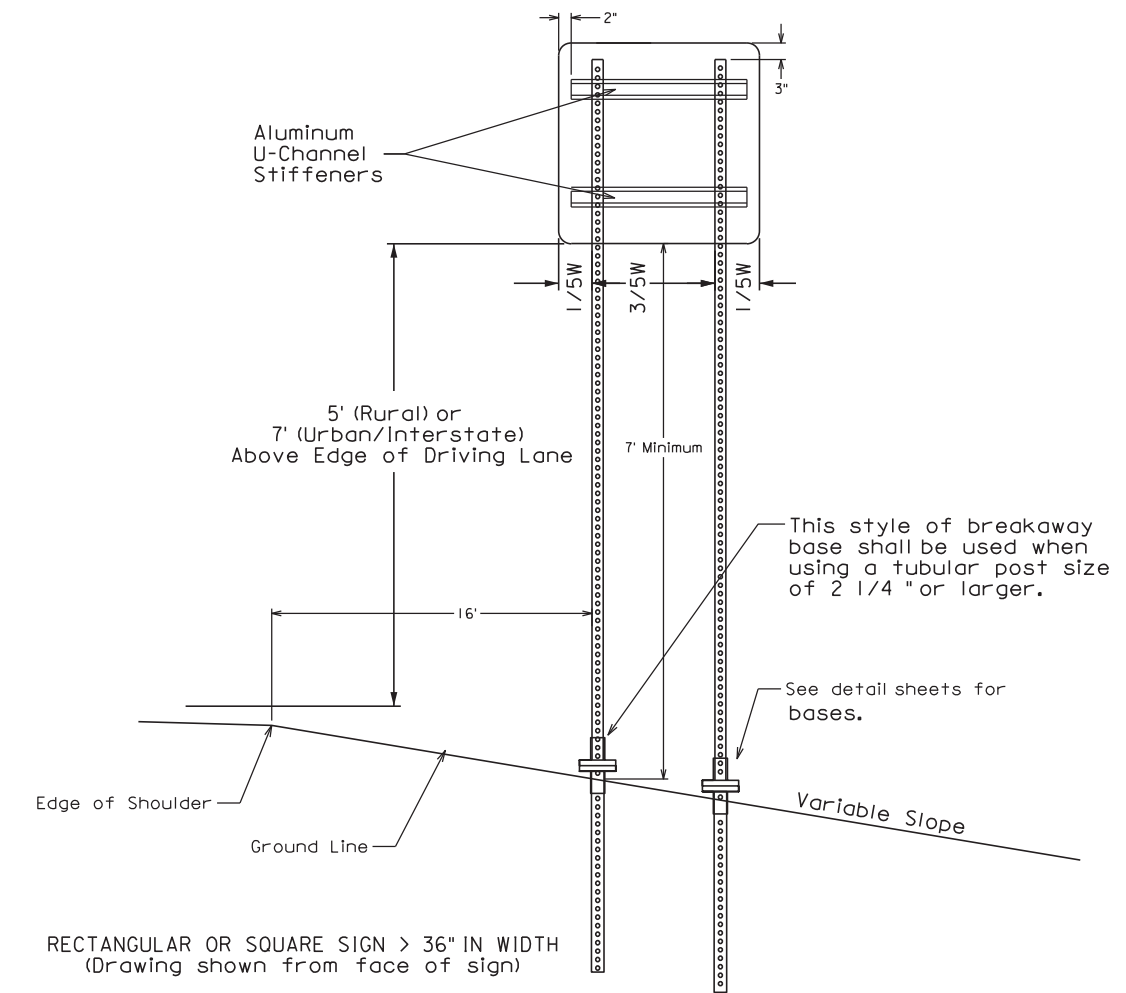 2"
3"
Aluminum
U-Channel
Stiffeners
1/5W
3/5W
1/5W
5' (Rural) or
7' (Urban/Interstate)
Above Edge of Driving Lane
7' Minimum
This style of breakaway
base shall be used when
using a tubular post size
of 2 1/4 " or larger.
16'
See detail sheets for
bases.
Edge of Shoulder
Variable Slope
Ground Line
RECTANGULAR OR SQUARE SIGN > 36" IN WIDTH
(Drawing shown from face of sign)